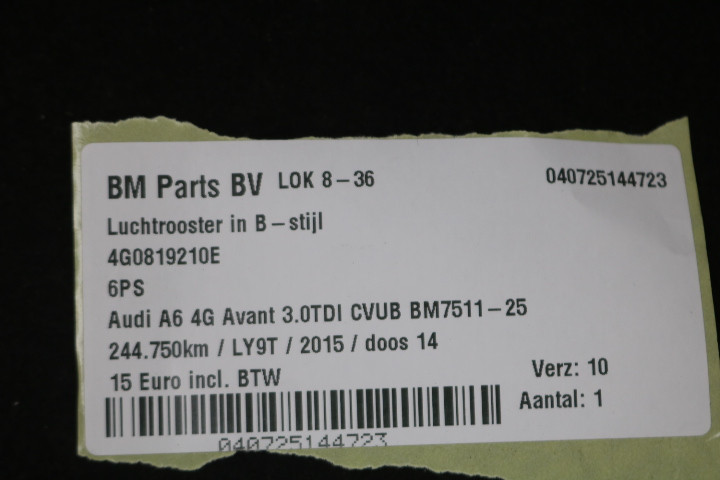 BM Parts BV LOK 8-36 040725144723
Luchtrooster in B-stijl
4G0819210E
6PS
Audi A6 4G Avant 3.0TDI CVUB BM7511-25
244.750km / LY9T / 2015 / doos 14
15 Euro incl. BTW Verz: 10
Aantal: 1
040725144723